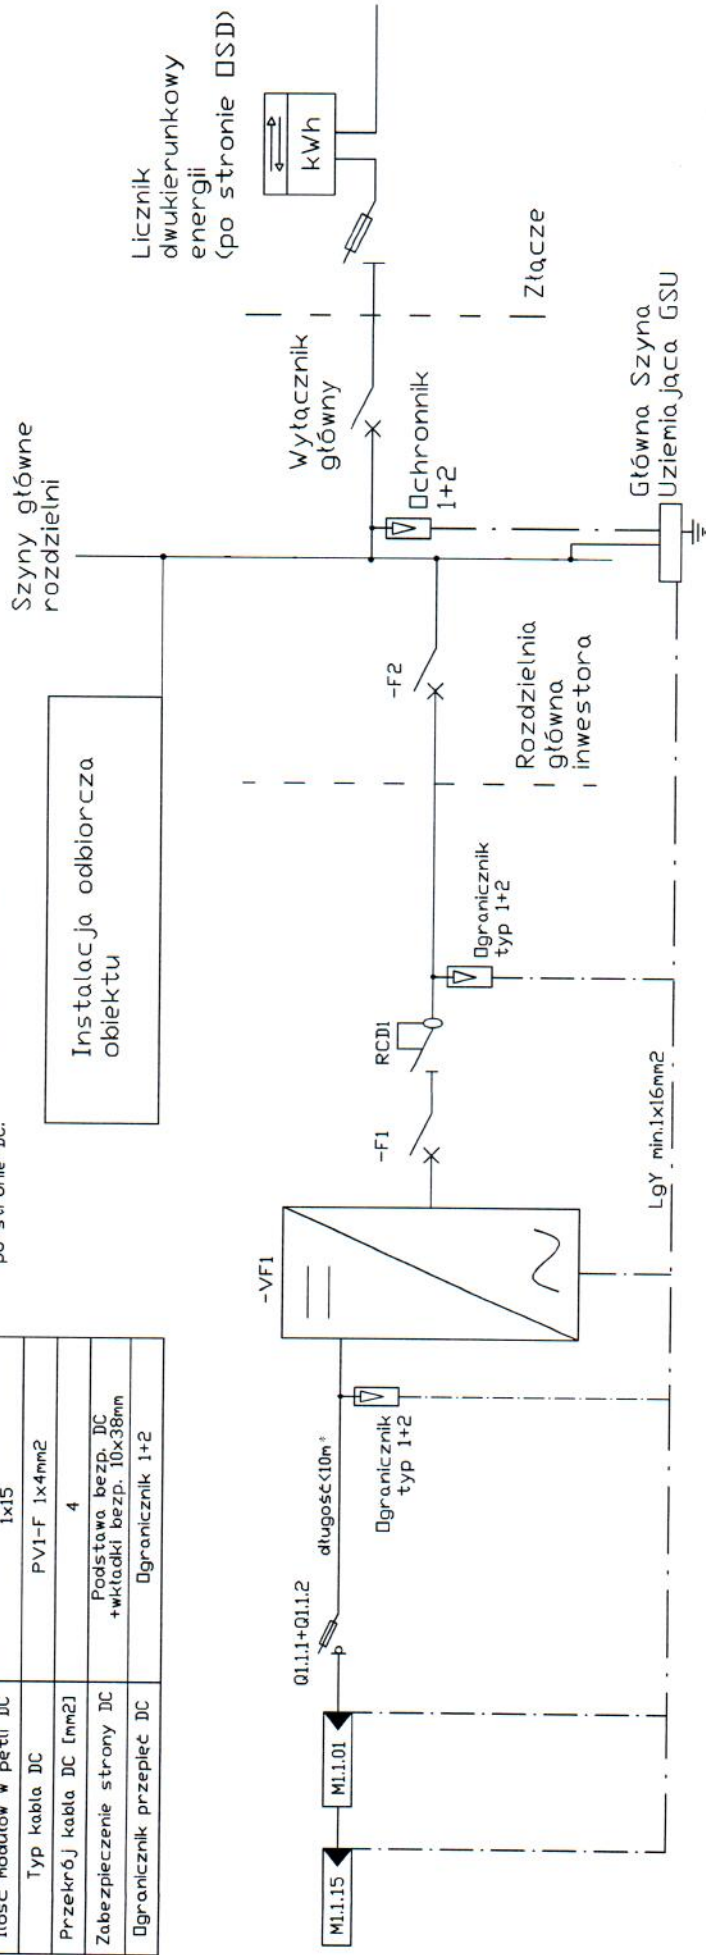 po stronie DC.
Ilość modułów w pętli DC
1x15
Typ kabla DC
PV1-F 1x4mm2
Przekrój kabla DC [mm2]
4
Zabezpieczenie strony DC
Podstawa bezp. DC
+wkładki bezp. 10x38mm
Ogranicznik przepięć DC
Ogranicznik 1+2
Szyny główne
rozdzielni
Instalacja odbiorcza
obiektu
Licznik
dwukierunkowy
energii
(po stronie OSD)
kWh
Wyłącznik
główny
Złącze
Ochronnik
1+2
-F2
Rozdzielnia
główna
inwestora
Główna Szyna
Uziemiająca GSU
Ogranicznik
typ 1+2
RCD1
-F1
-VF1
LgY min.1x16mm2
długość<10m*
Ogranicznik
typ 1+2
Q1.1.1+Q1.1.2
M1.1.01
M1.1.15